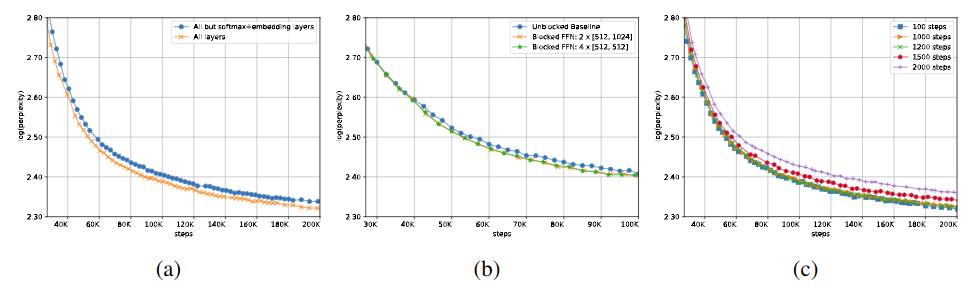 2.80
2.70
2.60
2.50
2.40
2.30
-log(perplexity)
40K 60K 80K 100K 120K 140K 160K 180K 200K
steps
All but softmax+embedding layers
All layers
(a)
2.80
2.70
2.60
2.50
2.40
2.30
-log(perplexity)
30K 40K 50K 60K 70K 80K 90K 100K
steps
Unblocked Baseline
Blocked FFN: 2 x [512, 1024]
Blocked FFN: 4 x [512, 512]
(b)
2.80
2.70
2.60
2.50
2.40
2.30
-log(perplexity)
40K 60K 80K 100K 120K 140K 160K 180K 200K
steps
100 steps
1000 steps
1200 steps
1500 steps
2000 steps
(c)